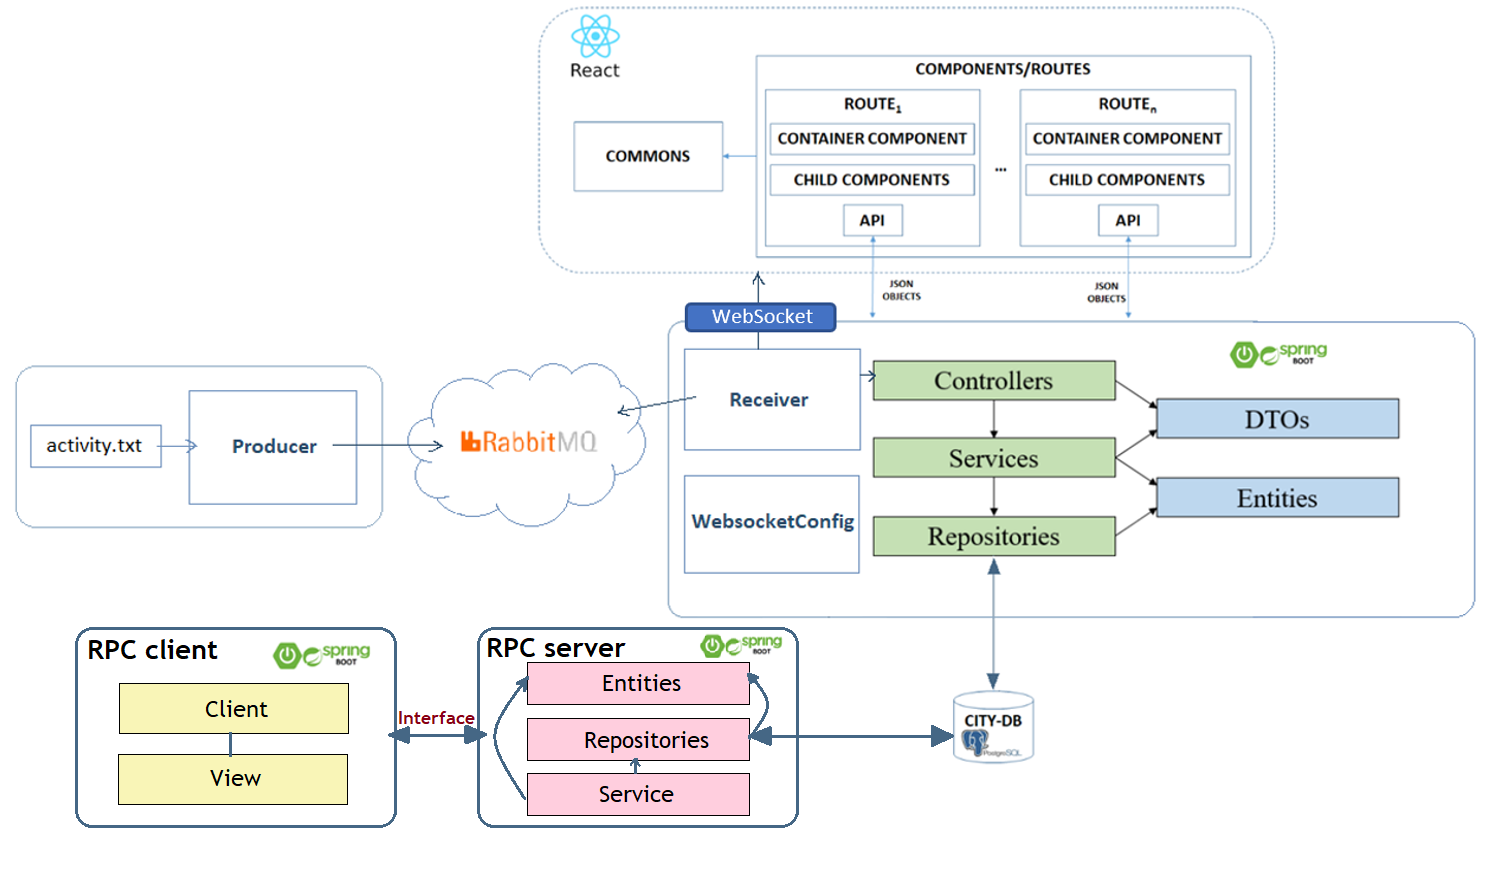 React
COMPONENTS/ROUTES
ROUTE1
CONTAINER COMPONENT
CHILD COMPONENTS
API
...
ROUTEn
CONTAINER COMPONENT
CHILD COMPONENTS
API
COMMONS
JSON
OBJECTS
JSON
OBJECTS
WebSocket
spring
BOOT
Receiver
Controllers
DTOs
Services
Entities
Repositories
WebsocketConfig
activity.txt
Producer
RabbitMQ
RPC client
spring
BOOT
Client
View
Interface
RPC server
spring
BOOT
Entities
Repositories
Service
CITY-DB
PostgreSQL